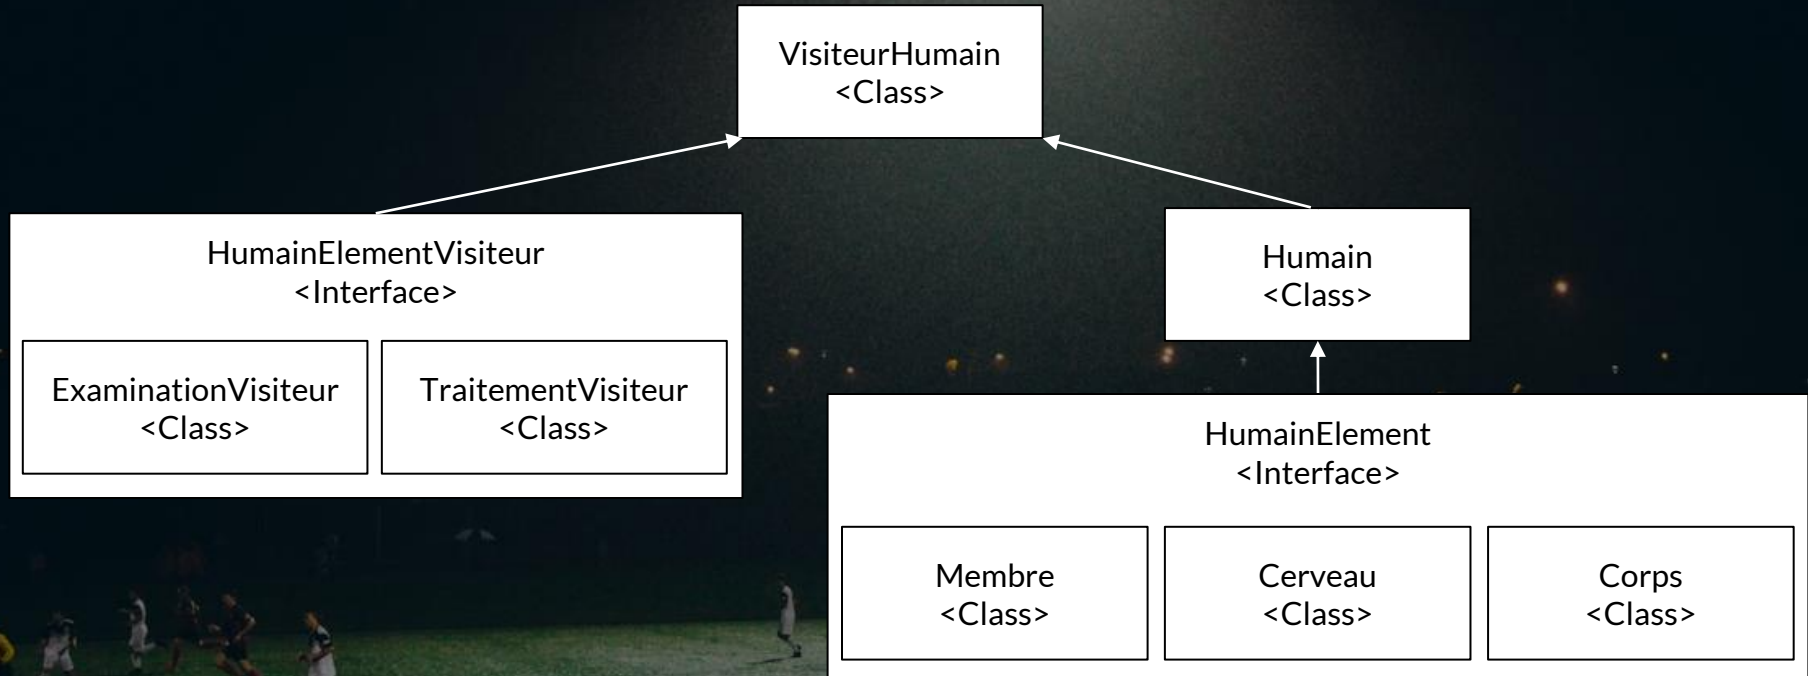 VisiteurHumain
<Class>
HumainElementVisiteur
<Interface>
ExaminationVisiteur
<Class>
TraitementVisiteur
<Class>
Humain
<Class>
HumainElement
<Interface>
Membre
<Class>
Cerveau
<Class>
Corps
<Class>